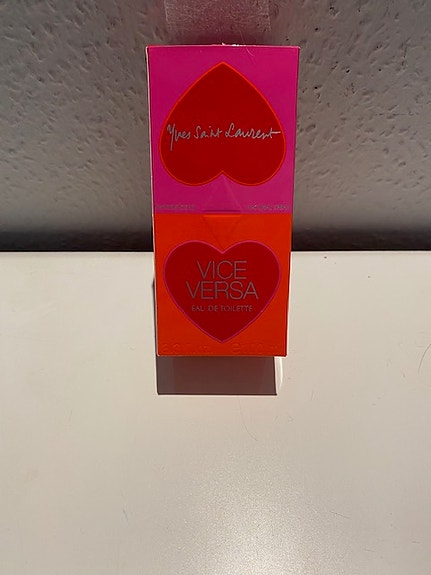 Yves Saint Laurent
VICE
VERSA
EAU DE TOILETTE